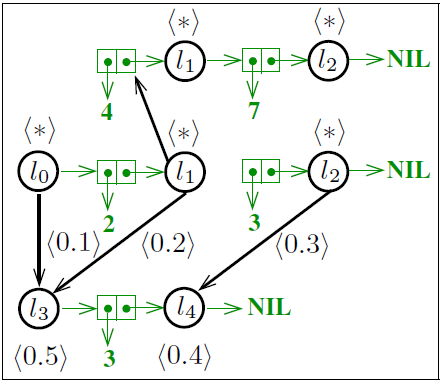 ⟨*⟩ ⟨*⟩
l₁ l₂ NIL
4 7
⟨*⟩ ⟨*⟩ ⟨*⟩
l₀ l₁ l₂ NIL
2 3
⟨0.1⟩ ⟨0.2⟩ ⟨0.3⟩
l₃ l₄ NIL
⟨0.5⟩ 3 ⟨0.4⟩